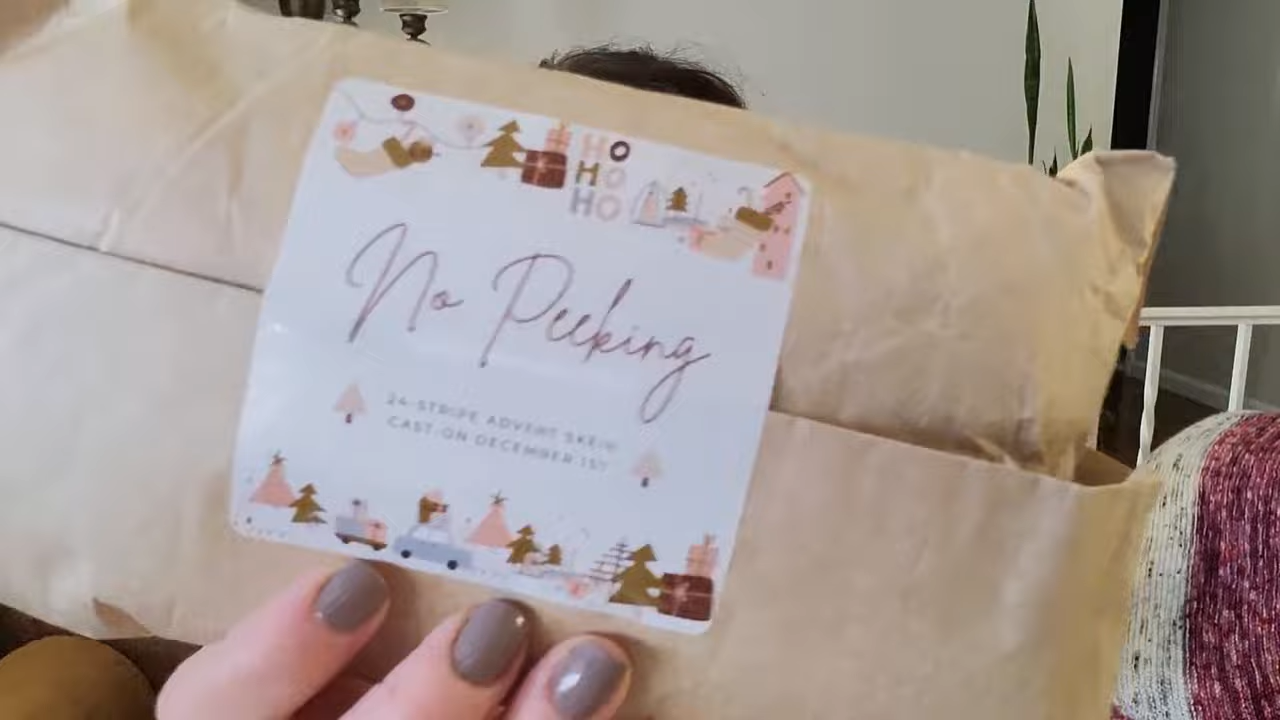 HO
HO
HO
No Peeking
24-STRIPE ADVENT SKEIN
CAST-ON DECEMBER 1ST